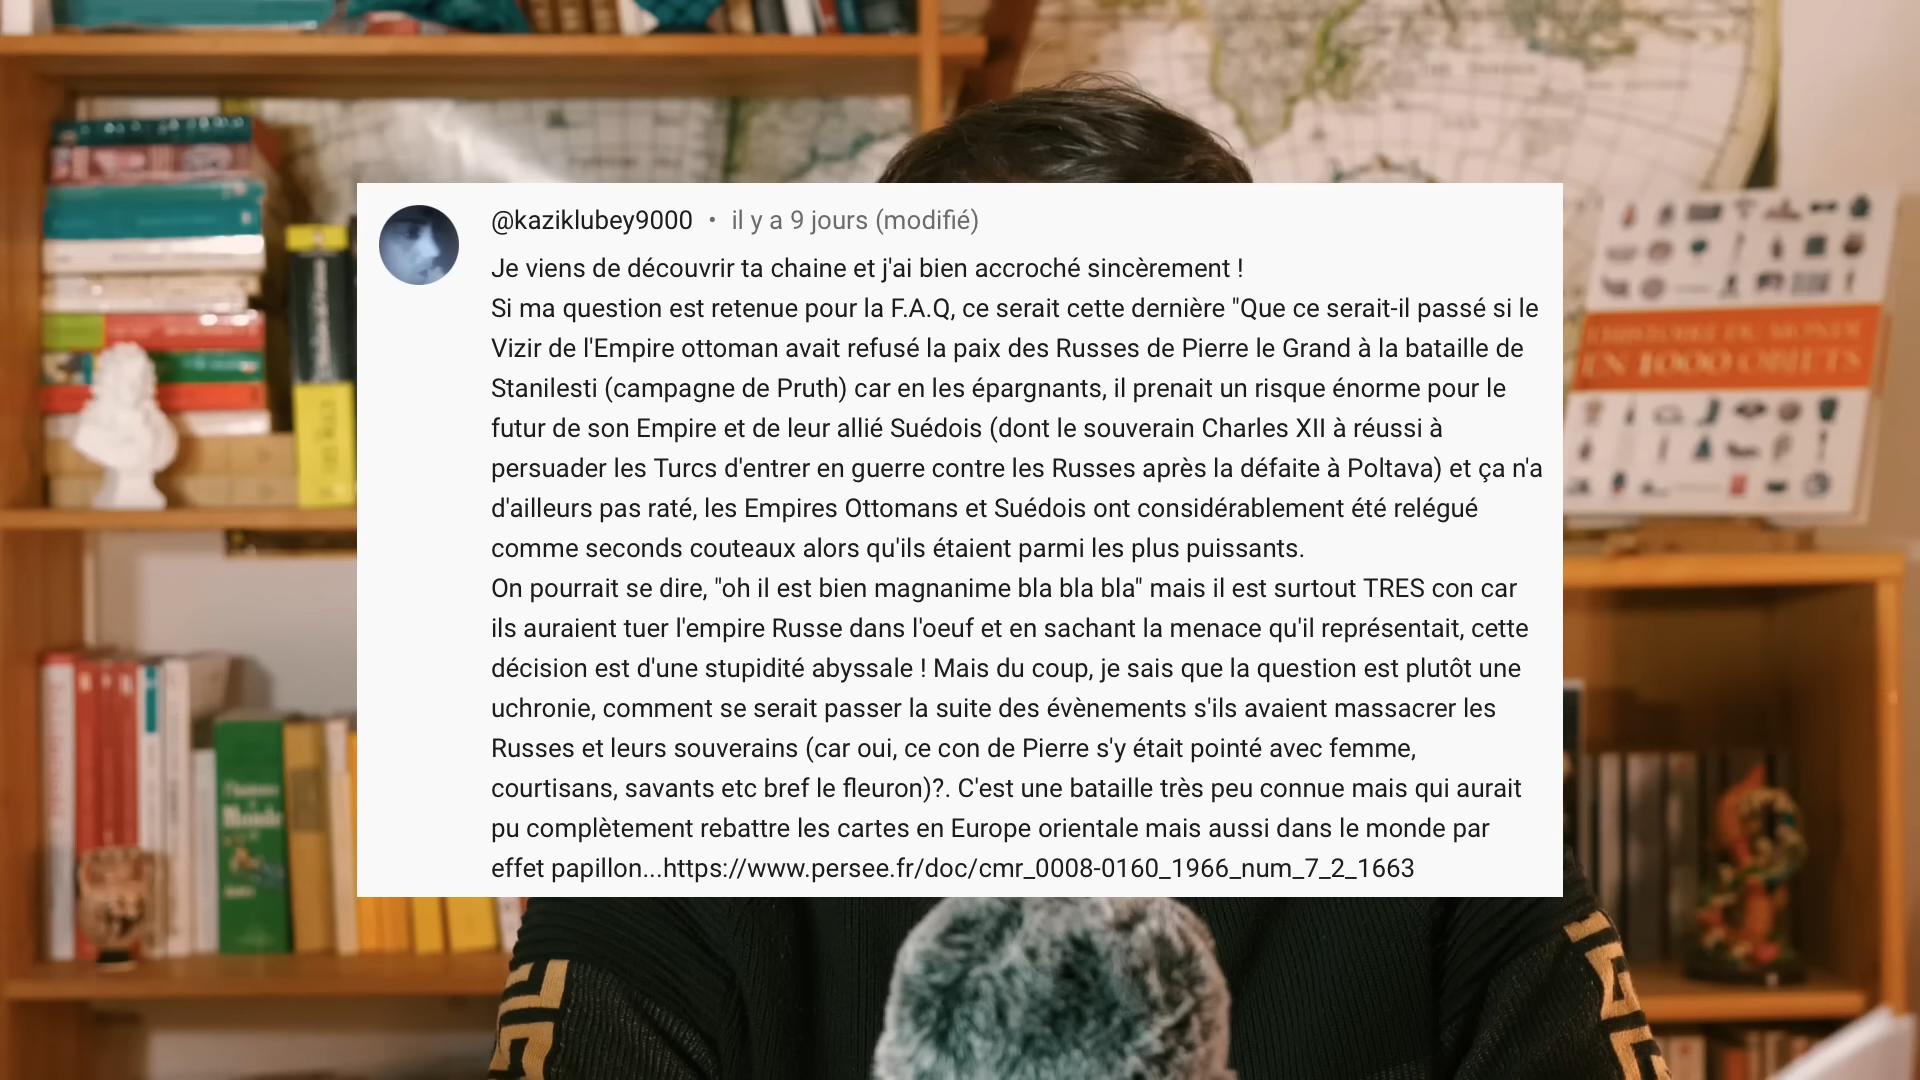 @kaziklubey9000 • il y a 9 jours (modifié)
Je viens de découvrir ta chaine et j'ai bien accroché sincèrement !
Si ma question est retenue pour la F.A.Q, ce serait cette dernière "Que ce serait-il passé si le
Vizir de l'Empire ottoman avait refusé la paix des Russes de Pierre le Grand à la bataille de
Stanilesti (campagne de Pruth) car en les épargnants, il prenait un risque énorme pour le
futur de son Empire et de leur allié Suédois (dont le souverain Charles XII à réussi à
persuader les Turcs d'entrer en guerre contre les Russes après la défaite à Poltava) et ça n'a
d'ailleurs pas raté, les Empires Ottomans et Suédois ont considérablement été relégué
comme seconds couteaux alors qu'ils étaient parmi les plus puissants.
On pourrait se dire, "oh il est bien magnanime bla bla bla" mais il est surtout TRES con car
ils auraient tuer l'empire Russe dans l'oeuf et en sachant la menace qu'il représentait, cette
décision est d'une stupidité abyssale ! Mais du coup, je sais que la question est plutôt une
uchronie, comment se serait passer la suite des évènements s'ils avaient massacrer les
Russes et leurs souverains (car oui, ce con de Pierre s'y était pointé avec femme,
courtisans, savants etc bref le fleuron)?. C'est une bataille très peu connue mais qui aurait
pu complètement rebattre les cartes en Europe orientale mais aussi dans le monde par
effet papillon...https://www.persee.fr/doc/cmr_0008-0160_1966_num_7_2_1663
L'HISTOIRE DU MONDE
EN 1000 OBJETS
Monde